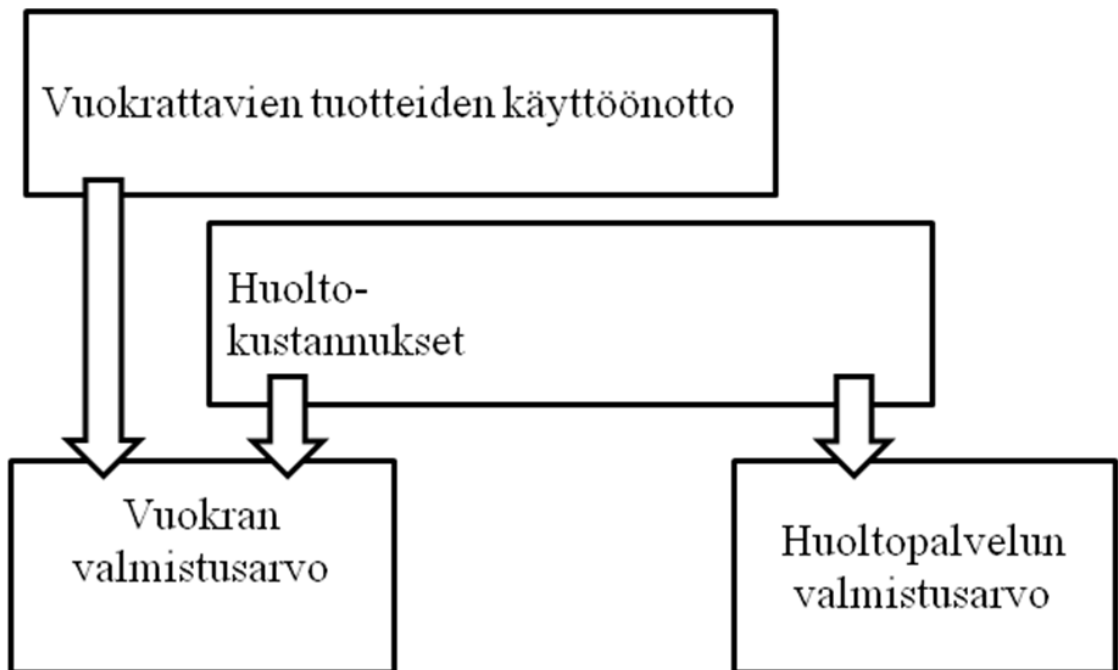 Vuokrattavien tuotteiden käyttöönotto
Huolto-
kustannukset
Vuokran
valmistusarvo
Huoltopalvelun
valmistusarvo